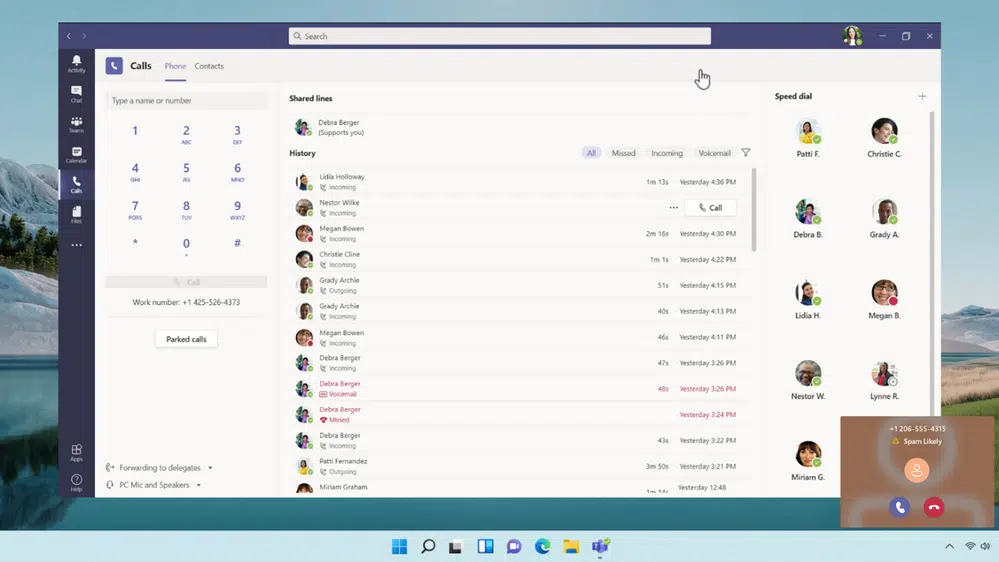 Search
Activity
Chat
Teams
Calendar
Calls
Files
Apps
Help
Calls
Phone
Contacts
Type a name or number
1
2
ABC
3
DEF
4
GHI
5
JKL
6
MNO
7
PQRS
8
TUV
9
WXYZ
*
0
+
#
Call
Work number: +1 425-526-4373
Parked calls
Forwarding to delegates
PC Mic and Speakers
Shared lines
Debra Berger
(Supports you)
History
All
Missed
Incoming
Voicemail
Lidia Holloway
Incoming
1m 13s
Yesterday 4:36 PM
Nestor Wilke
Incoming
Call
Megan Bowen
Incoming
2m 16s
Yesterday 4:30 PM
Christie Cline
Incoming
1m 1s
Yesterday 4:22 PM
Grady Archie
Outgoing
51s
Yesterday 4:15 PM
Grady Archie
Incoming
40s
Yesterday 4:13 PM
Megan Bowen
Incoming
46s
Yesterday 4:11 PM
Debra Berger
Incoming
47s
Yesterday 3:26 PM
Debra Berger
Voicemail
46s
Yesterday 3:26 PM
Debra Berger
Missed
Yesterday 3:24 PM
Debra Berger
Incoming
43s
Yesterday 3:22 PM
Patti Fernandez
Outgoing
3m 50s
Yesterday 3:21 PM
Miriam Graham
Incoming
1m 14s
Yesterday 12:48
Speed dial
Patti F.
Christie C.
Debra B.
Grady A.
Lidia H.
Megan B.
Nestor W.
Lynne R.
Miriam G.
+1 206-555-4315
Spam Likely